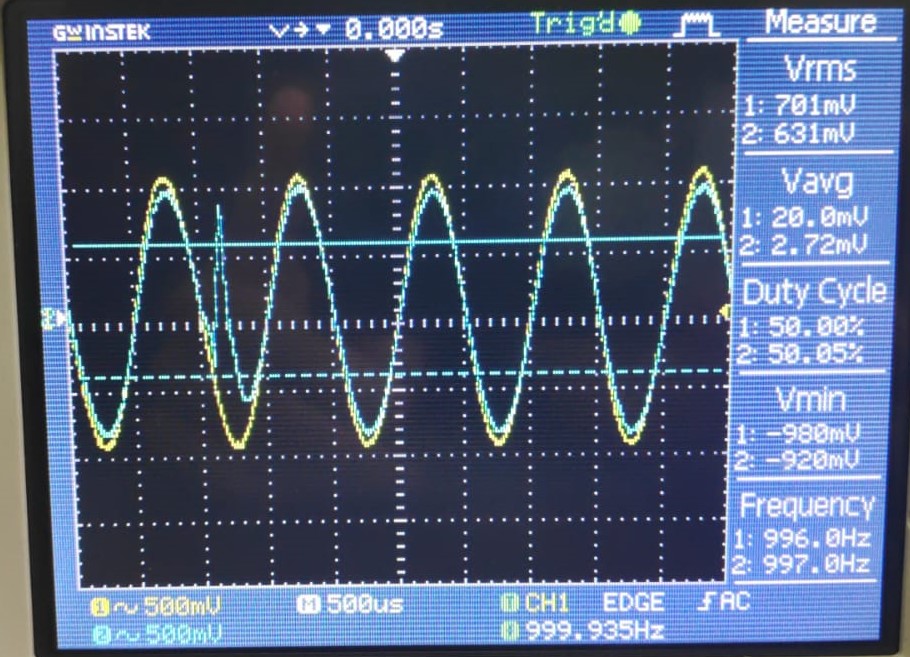 GW INSTEK 0.000s Trig'd Measure
Vrms
1: 701mV
2: 631mV
Vavg
1: 20.0mV
2: 2.72mV
Duty Cycle
1: 50.00%
2: 50.05%
Vmin
1: -980mV
2: -920mV
Frequency
1: 996.0Hz
2: 997.0Hz
1 ~ 500mV M 500us T CH1 EDGE AC
2 ~ 500mV F 999.935Hz